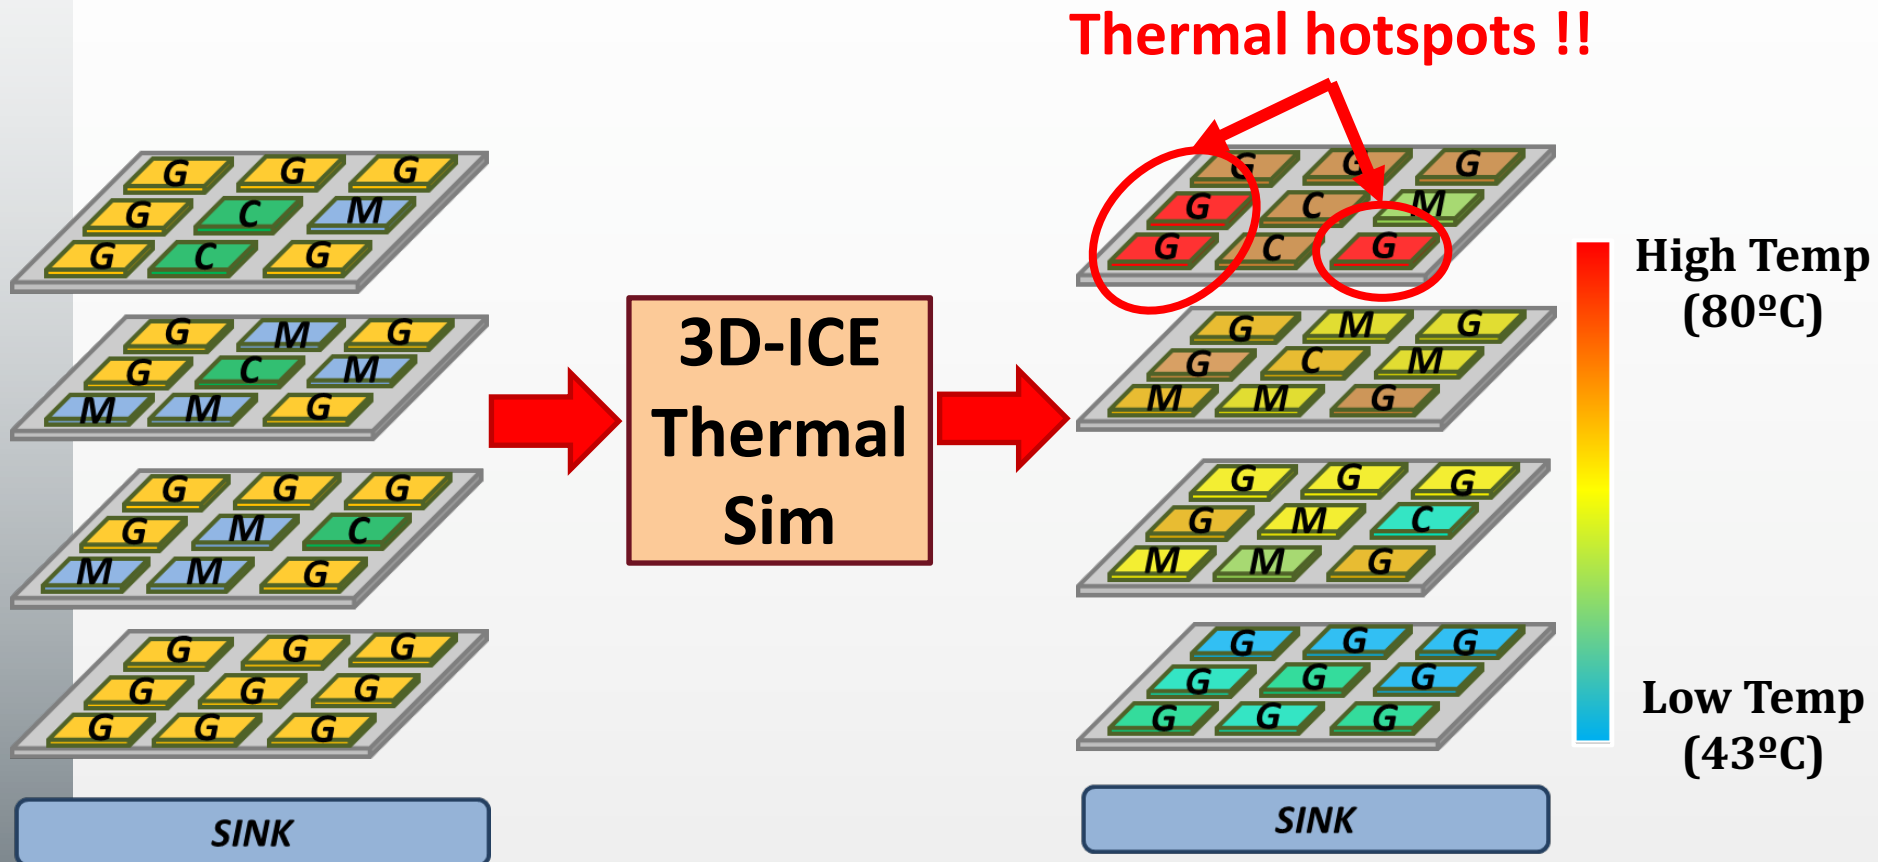 Thermal hotspots !!
G G G
G C M
G C G
G M G
G C M
M M G
G G G
G M C
M M G
G G G
G G G
G G G
SINK
3D-ICE
Thermal
Sim
G G G
G C M
G C G
G M G
G C M
M M G
G G G
G M C
M M G
G G G
G G G
G G G
SINK
High Temp
(80ºC)
Low Temp
(43ºC)